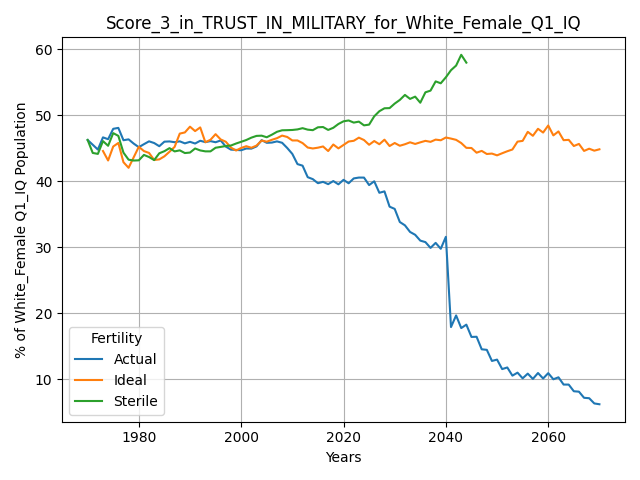 Score_3_in_TRUST_IN_MILITARY_for_White_Female_Q1_IQ
% of White_Female Q1_IQ Population
60
50
40
30
20
10
Fertility
Actual
Ideal
Sterile
1980
2000
2020
2040
2060
Years